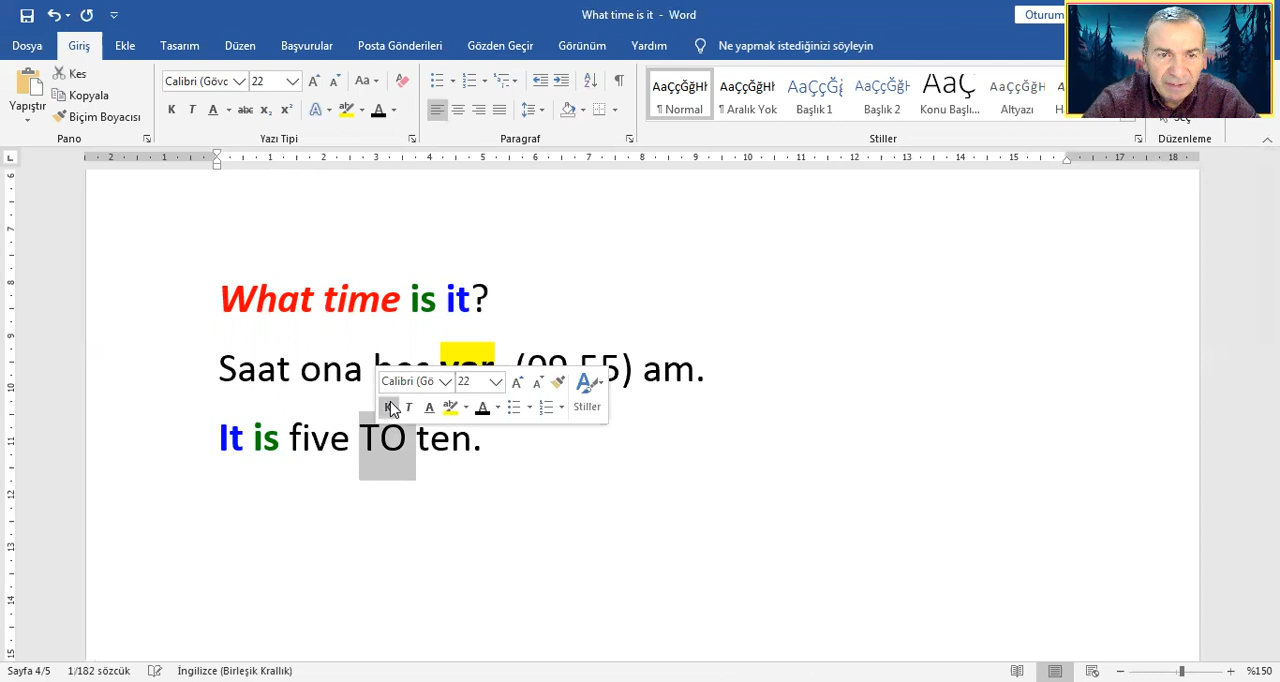 What time is it - Word
Oturum
Dosya Giriş Ekle Tasarım Düzen Başvurular Posta Gönderileri Gözden Geçir Görünüm Yardım Ne yapmak istediğinizi söyleyin
Yapıştır
Kes
Kopyala
Biçim Boyacısı
Calibri (Gövc 22
AaÇçĞğHł AaÇçĞğHł AaÇçĞğ AaÇçĞğH AaÇ AaÇçĞğH
¶ Normal ¶ Aralık Yok Başlık 1 Başlık 2 Konu Başlı... Altyazı
Pano Yazı Tipi Paragraf Stiller Düzenleme
What time is it?
Saat ona beş var. (09.55) am.
Calibri (Gö 22
Stiller
It is five TO ten.
Sayfa 4/5 1/182 sözcük İngilizce (Birleşik Krallık) %150